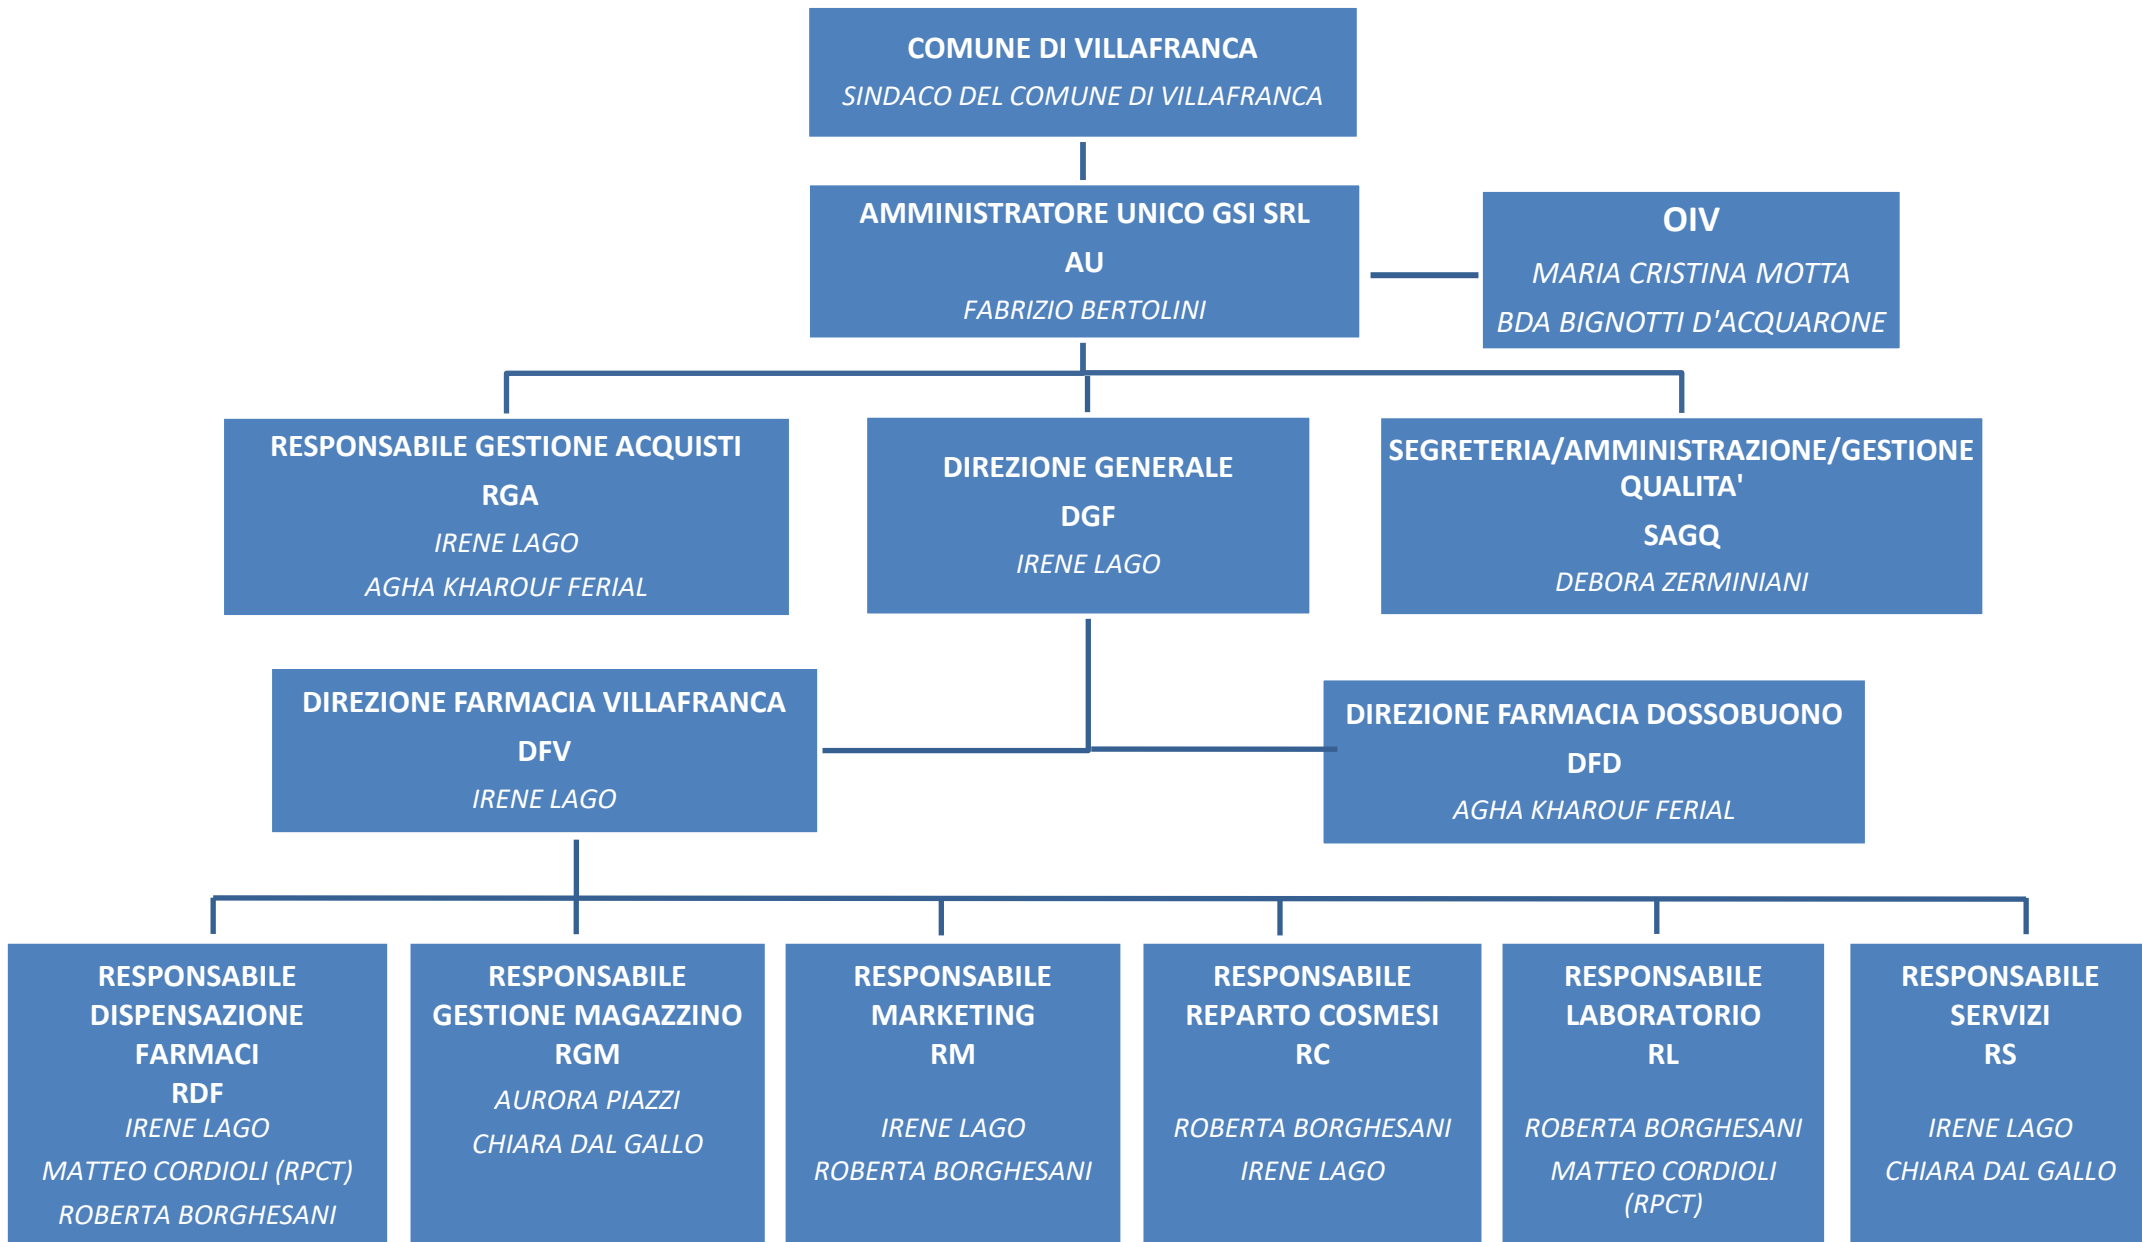 COMUNE DI VILLAFRANCA
SINDACO DEL COMUNE DI VILLAFRANCA
AMMINISTRATORE UNICO GSI SRL
AU
FABRIZIO BERTOLINI
OIV
MARIA CRISTINA MOTTA
BDA BIGNOTTI D'ACQUARONE
RESPONSABILE GESTIONE ACQUISTI
RGA
IRENE LAGO
AGHA KHAROUF FERIAL
DIREZIONE GENERALE
DGF
IRENE LAGO
SEGRETERIA/AMMINISTRAZIONE/GESTIONE
QUALITA'
SAGQ
DEBORA ZERMINIANI
DIREZIONE FARMACIA VILLAFRANCA
DFV
IRENE LAGO
DIREZIONE FARMACIA DOSSOBUONO
DFD
AGHA KHAROUF FERIAL
RESPONSABILE
DISPENSAZIONE
FARMACI
RDF
IRENE LAGO
MATTEO CORDIOLI (RPCT)
ROBERTA BORGHESANI
RESPONSABILE
GESTIONE MAGAZZINO
RGM
AURORA PIAZZI
CHIARA DAL GALLO
RESPONSABILE
MARKETING
RM
IRENE LAGO
ROBERTA BORGHESANI
RESPONSABILE
REPARTO COSMESI
RC
ROBERTA BORGHESANI
IRENE LAGO
RESPONSABILE
LABORATORIO
RL
ROBERTA BORGHESANI
MATTEO CORDIOLI
(RPCT)
RESPONSABILE
SERVIZI
RS
IRENE LAGO
CHIARA DAL GALLO